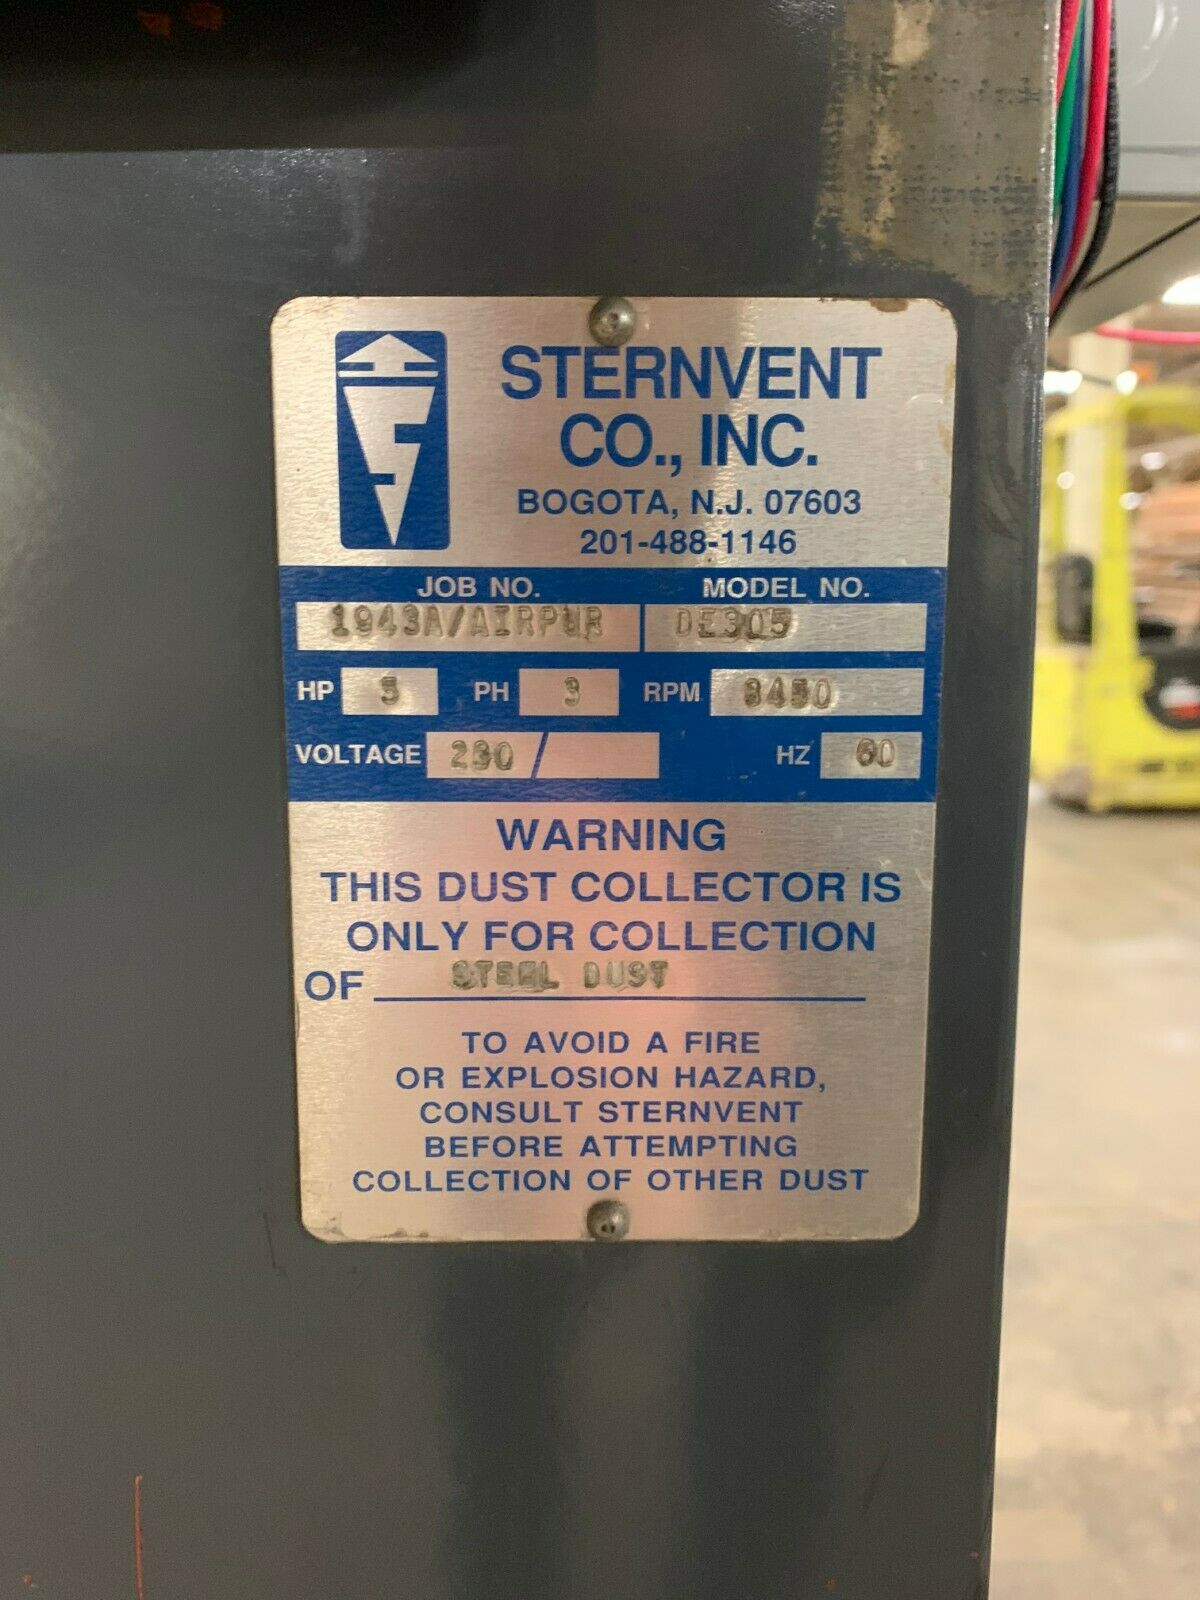 STERNVENT
CO., INC.
BOGOTA, N.J. 07603
201-488-1146
JOB NO. MODEL NO.
1943A/AIRPUR DE305
HP 5 PH 3 RPM 3450
VOLTAGE 230/ HZ 60
WARNING
THIS DUST COLLECTOR IS
ONLY FOR COLLECTION
OF STEEL DUST
TO AVOID A FIRE
OR EXPLOSION HAZARD,
CONSULT STERNVENT
BEFORE ATTEMPTING
COLLECTION OF OTHER DUST